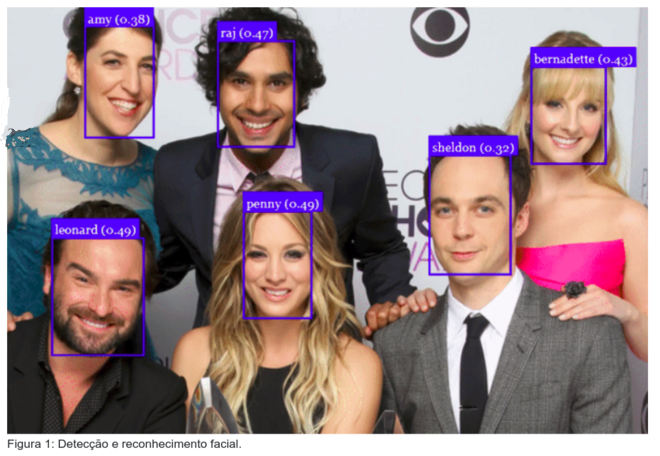 amy (0.38)
raj (0.47)
bernadette (0.43)
sheldon (0.32)
penny (0.49)
leonard (0.49)
Figura 1: Detecção e reconhecimento facial.